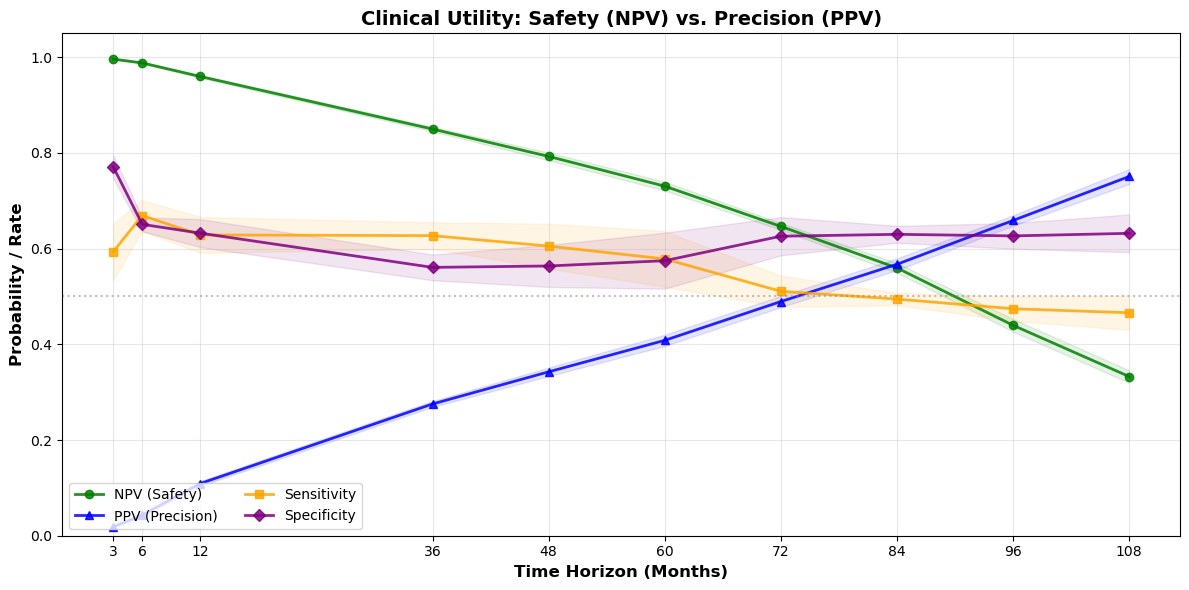 Clinical Utility: Safety (NPV) vs. Precision (PPV)
Probability / Rate
1.0
0.8
0.6
0.4
0.2
0.0
NPV (Safety)
PPV (Precision)
Sensitivity
Specificity
3 6 12 36 48 60 72 84 96 108
Time Horizon (Months)